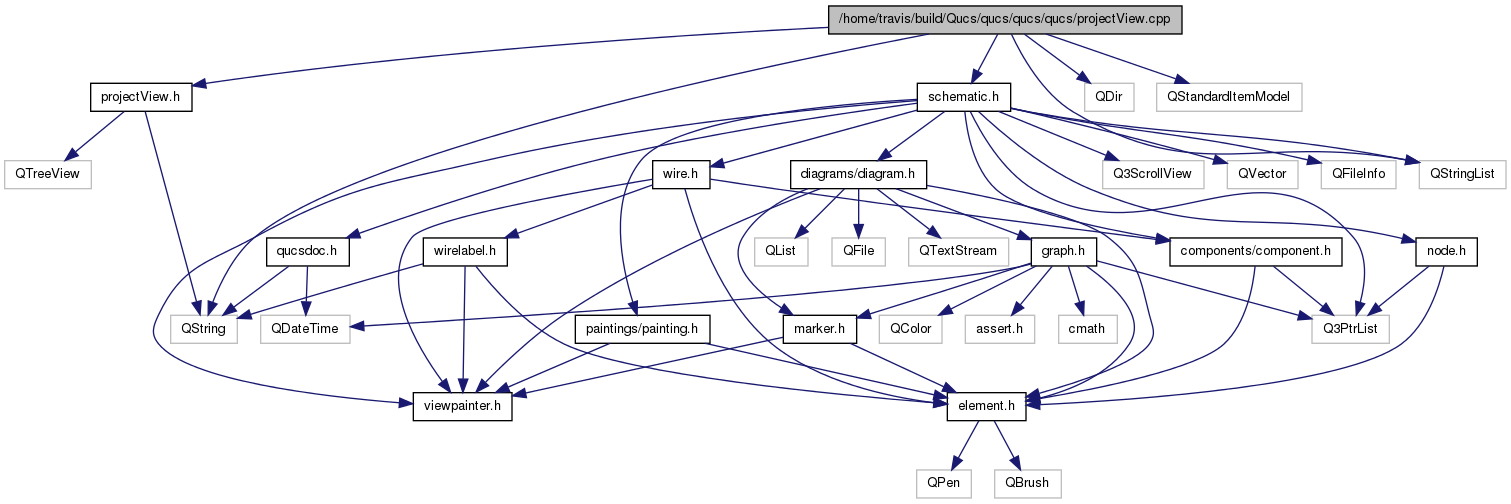 /home/travis/build/Qucs/qucs/qucs/qucs/projectView.cpp
projectView.h
schematic.h
QDir
QStandardItemModel
QTreeView
wire.h
diagrams/diagram.h
Q3ScrollView
QVector
QFileInfo
QStringList
qucsdoc.h
wirelabel.h
QList
QFile
QTextStream
graph.h
components/component.h
node.h
QString
QDateTime
paintings/painting.h
marker.h
QColor
assert.h
cmath
Q3PtrList
viewpainter.h
element.h
QPen
QBrush